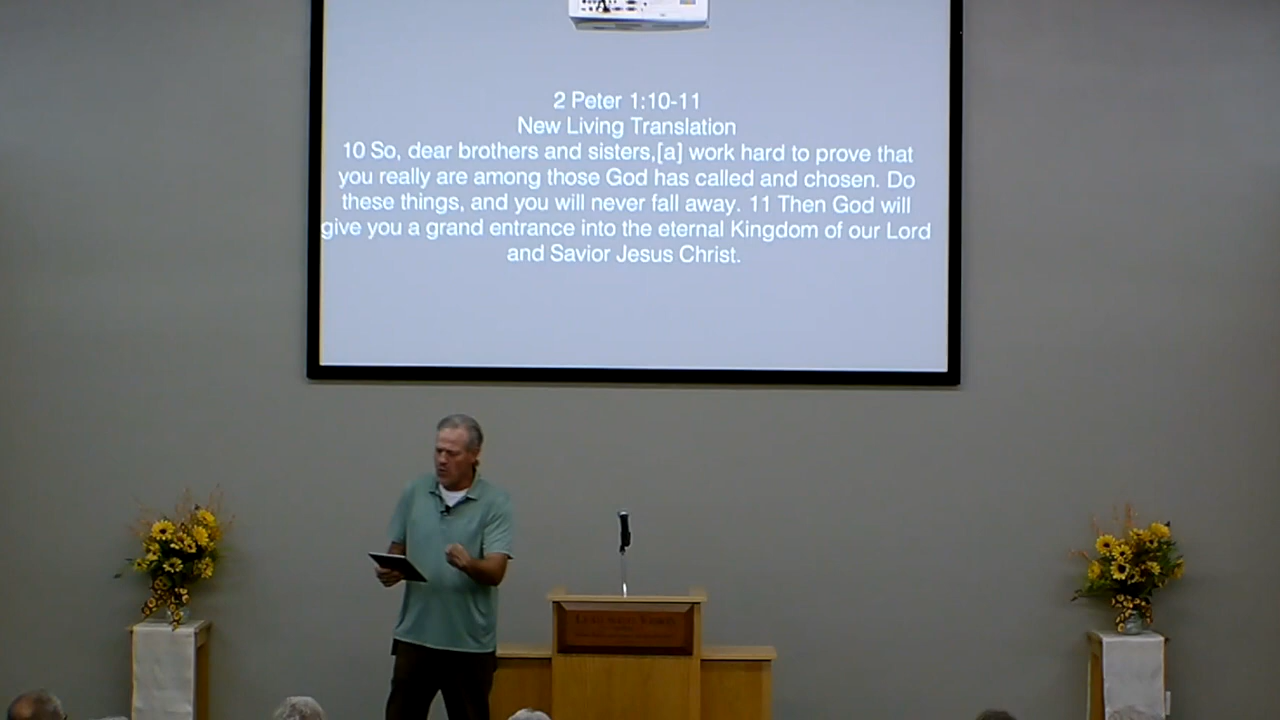 2 Peter 1:10-11
New Living Translation
10 So, dear brothers and sisters,[a] work hard to prove that
you really are among those God has called and chosen. Do
these things, and you will never fall away. 11 Then God will
give you a grand entrance into the eternal Kingdom of our Lord
and Savior Jesus Christ.